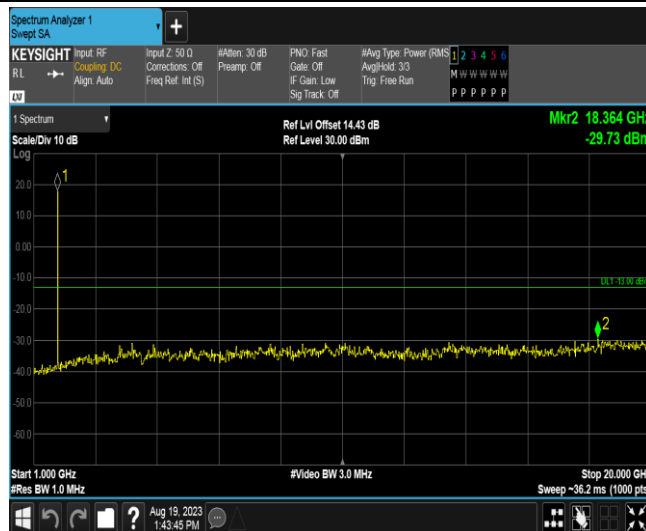 Spectrum Analyzer 1
Swept SA
+
KEYSIGHT
RL
LXI
Input: RF
Coupling: DC
Align: Auto
Input Z: 50 Ω
Corrections: Off
Freq Ref: Int (S)
#Atten: 30 dB
Preamp: Off
PNO: Fast
Gate: Off
IF Gain: Low
Sig Track: Off
#Avg Type: Power (RMS
Avg|Hold: 3/3
Trig: Free Run
1 2 3 4 5 6
M W W W W W
P P P P P P
1 Spectrum
Scale/Div 10 dB
Log
Ref Lvl Offset 14.43 dB
Ref Level 30.00 dBm
Mkr2 18.364 GHz
-29.73 dBm
1
20.0
10.0
0.00
-10.0
DL1 -13.00 dBm
-20.0
2
-30.0
-40.0
-50.0
-60.0
Start 1.000 GHz
#Res BW 1.0 MHz
#Video BW 3.0 MHz
Stop 20.000 GHz
Sweep ~36.2 ms (1000 pts
?
Aug 19, 2023
1:43:45 PM